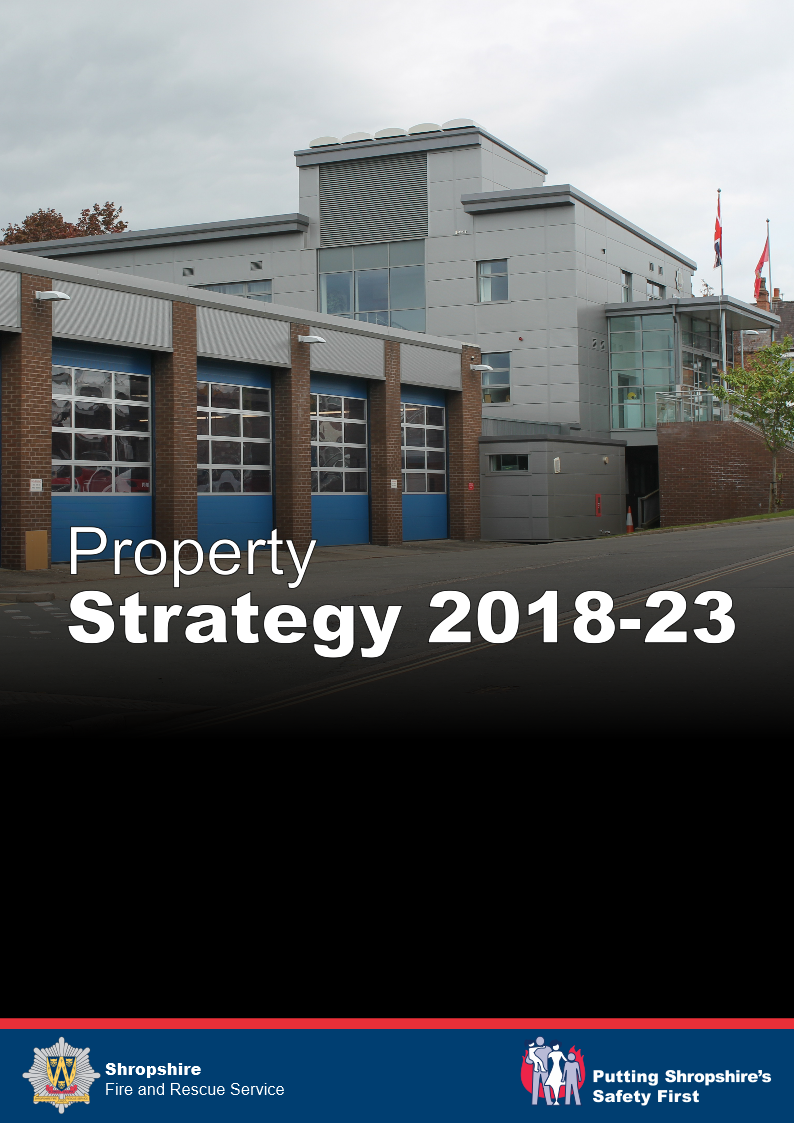 Property
Strategy 2018-23
Shropshire
Fire and Rescue Service
Putting Shropshire's
Safety First